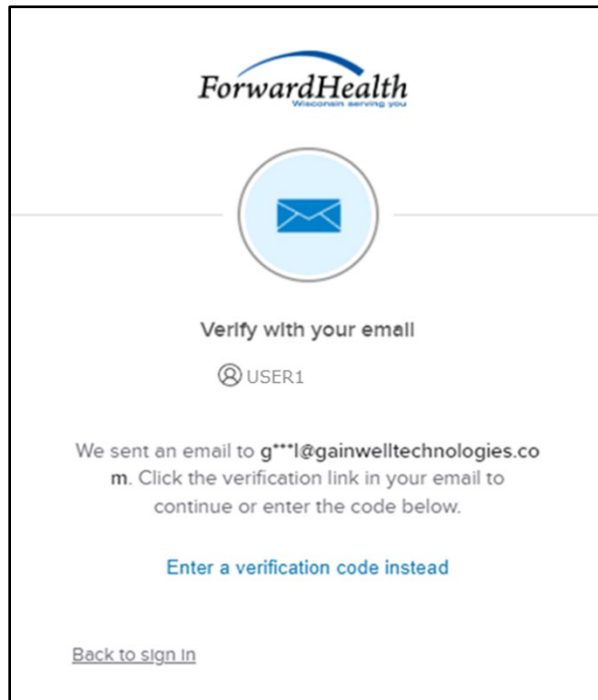 ForwardHealth
Wisconsin serving you
Verify with your email
USER1
We sent an email to g***l@gainwelltechnologies.co
m. Click the verification link in your email to
continue or enter the code below.
Enter a verification code instead
Back to sign in